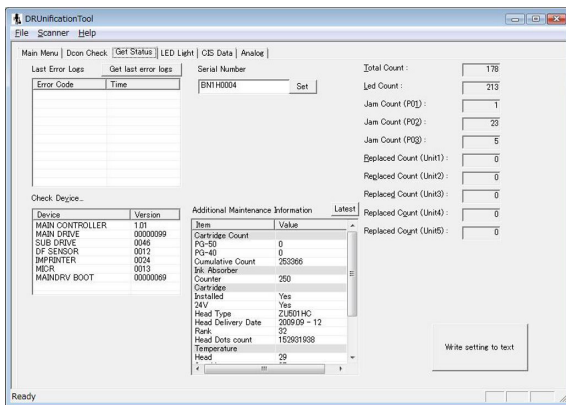 DRUnificationTool
File Scanner Help
Main Menu Dcon Check Get Status LED Light CIS Data Analog
Last Error Logs Get last error logs
Error Code Time
Serial Number
BN1H0004 Set
Total Count : 178
Led Count : 213
Jam Count (P01) : 1
Jam Count (P02) : 23
Jam Count (P03) : 5
Replaced Count (Unit1) : 0
Replaced Count (Unit2) : 0
Replaced Count (Unit3) : 0
Replaced Count (Unit4) : 0
Replaced Count (Unit5) : 0
Check Device...
Device Version
MAIN CONTROLLER 1.01
MAIN DRIVE 00000099
SUB DRIVE 0046
DF SENSOR 0012
IMPRINTER 0024
MICR 0013
MAINDRV BOOT 00000069
Additional Maintenance Information Latest
Item Value
Cartridge Count
PG-50 0
PG-40 0
Cumulative Count 253366
Ink Absorber
Counter 250
Cartridge
Installed Yes
24V Yes
Head Type ZU501HC
Head Delivery Date 2009.09 - 12
Rank 32
Head Dots count 152931938
Temperature
Head 29
Write setting to text
Ready